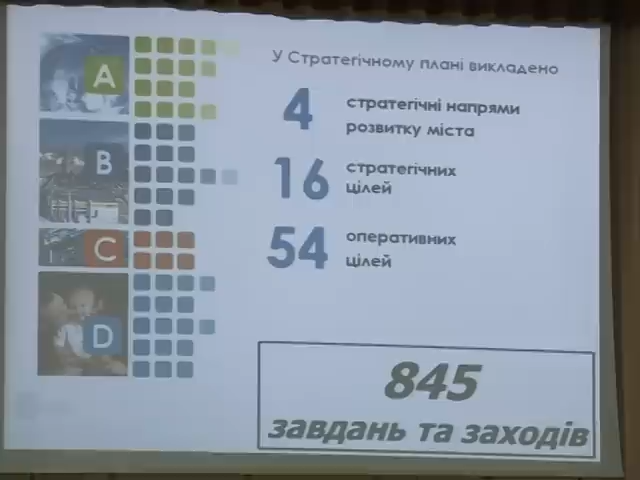 A
B
C
D
У Стратегічному плані викладено
4 стратегічні напрями
розвитку міста
16 стратегічних
цілей
54 оперативних
цілей
845
завдань та заходів